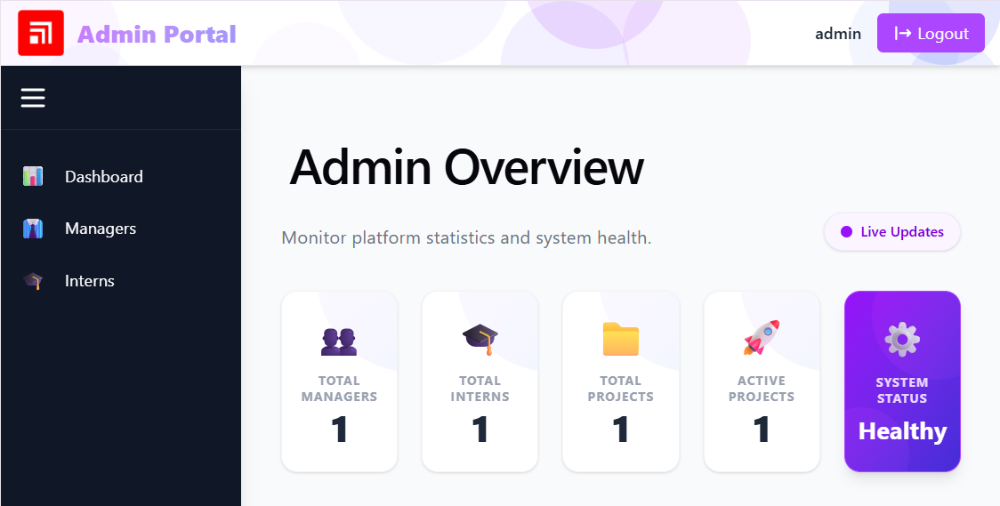 Admin Portal
admin
Logout
Dashboard
Managers
Interns
Admin Overview
Monitor platform statistics and system health.
Live Updates
TOTAL
MANAGERS
1
TOTAL
INTERNS
1
TOTAL
PROJECTS
1
ACTIVE
PROJECTS
1
SYSTEM
STATUS
Healthy